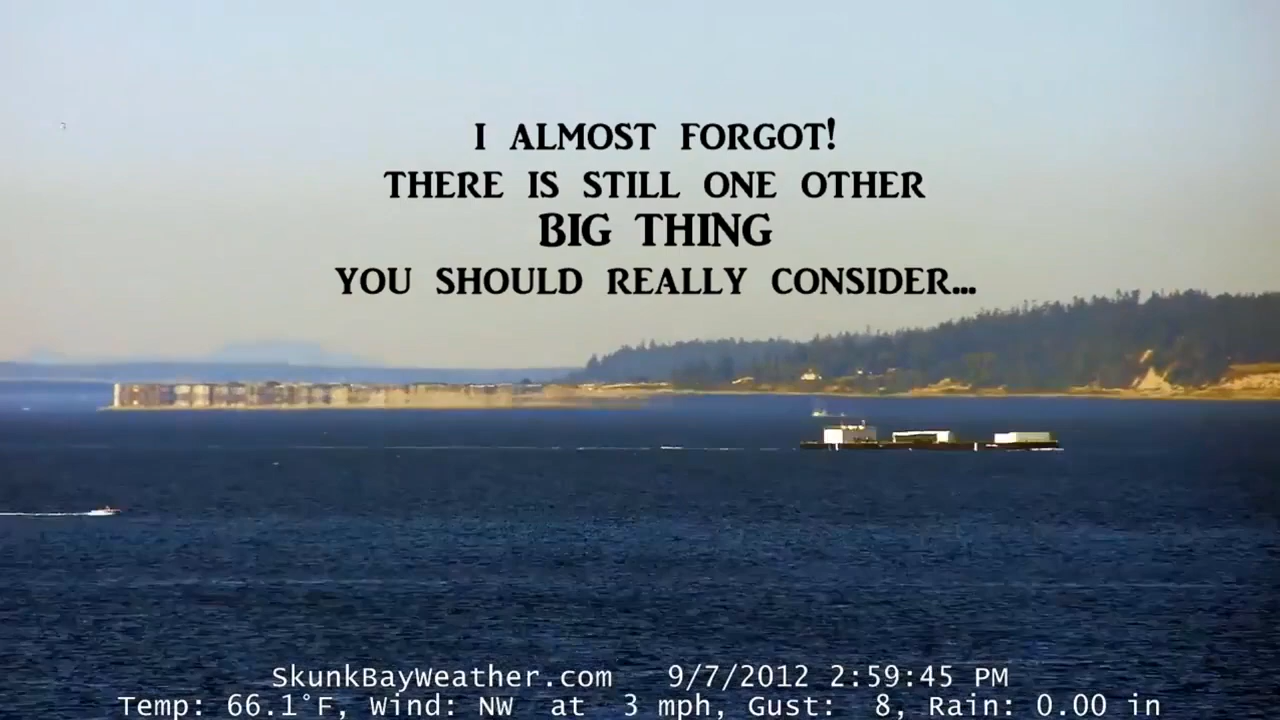 I ALMOST FORGOT!
THERE IS STILL ONE OTHER
BIG THING
YOU SHOULD REALLY CONSIDER...
SkunkBayWeather.com 9/7/2012 2:59:45 PM
Temp: 66.1°F, Wind: NW at 3 mph, Gust: 8, Rain: 0.00 in